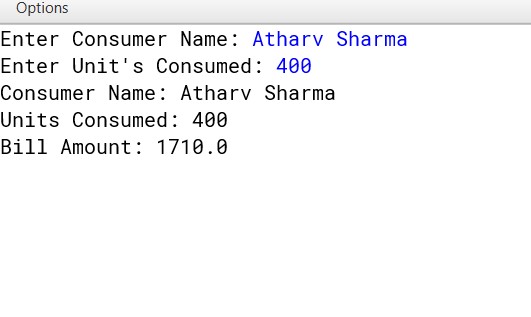 Options
Enter Consumer Name: Atharv Sharma
Enter Unit's Consumed: 400
Consumer Name: Atharv Sharma
Units Consumed: 400
Bill Amount: 1710.0